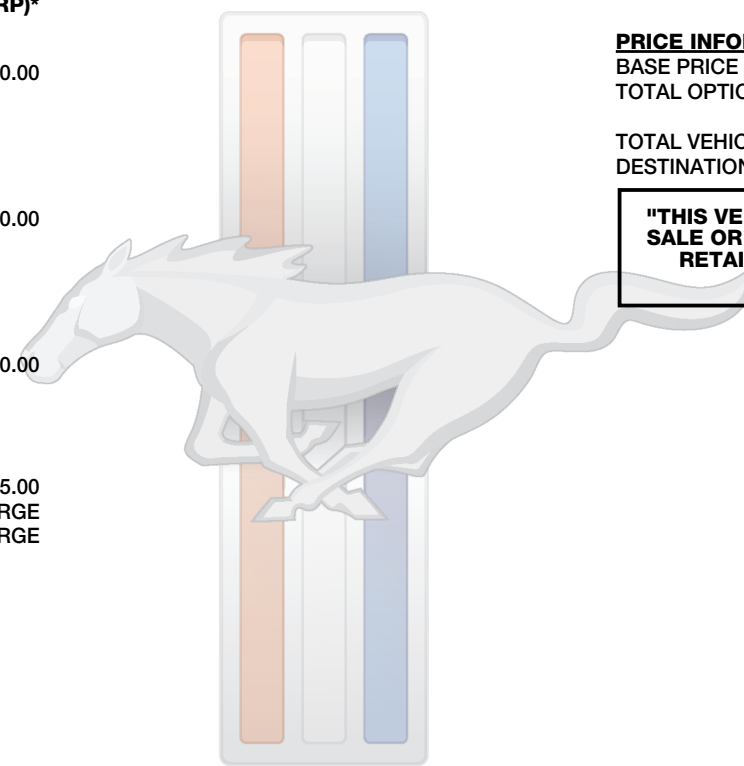 RP)*
0.00
0.00
0.00
5.00
RGE
RGE
PRICE INFO
BASE PRICE
TOTAL OPTIO
TOTAL VEHIC
DESTINATION
"THIS VE
SALE OR
RETAI